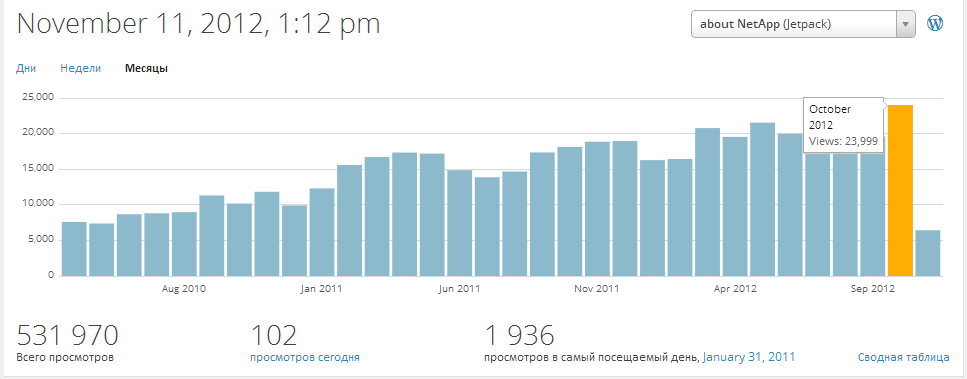 November 11, 2012, 1:12 pm
about NetApp (Jetpack)
Дни Недели Месяцы
25,000
20,000
15,000
10,000
5,000
0
October
2012
Views: 23,999
Aug 2010 Jan 2011 Jun 2011 Nov 2011 Apr 2012 Sep 2012
531 970
Всего просмотров
102
просмотров сегодня
1 936
просмотров в самый посещаемый день, January 31, 2011
Сводная таблица